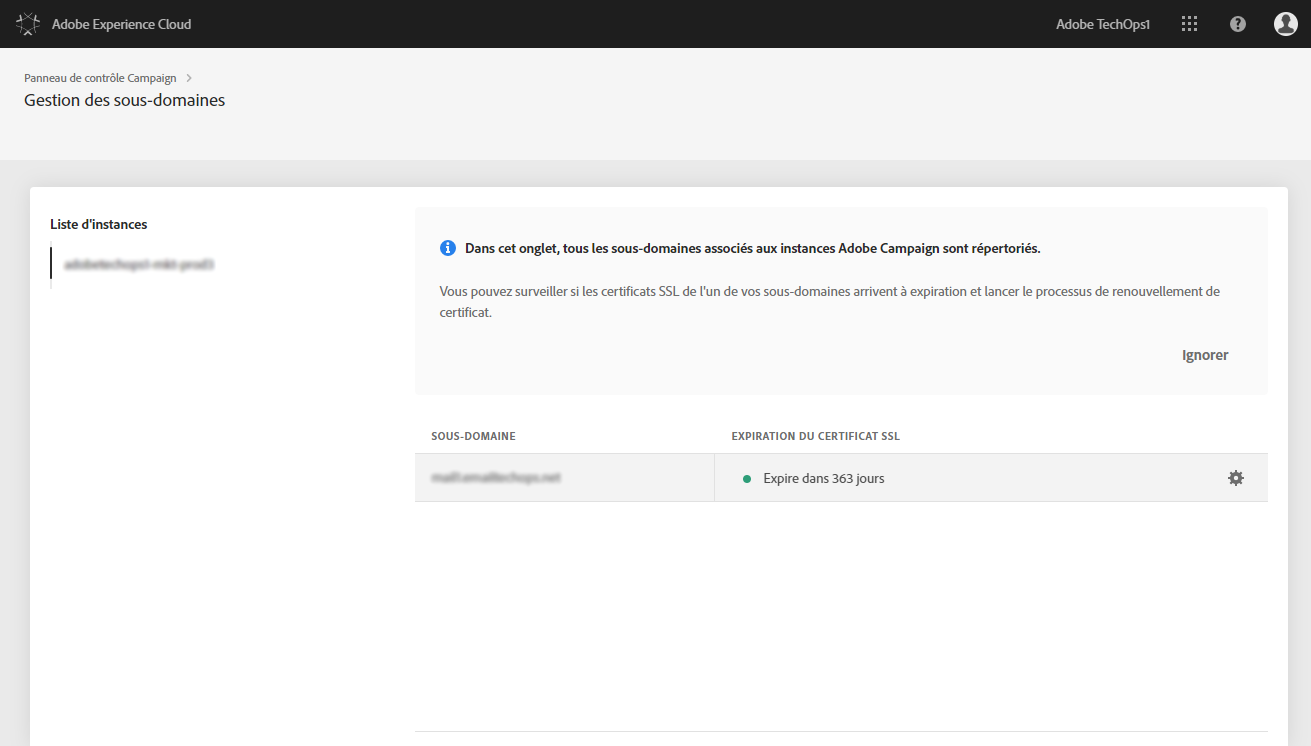 Adobe Experience Cloud
Adobe TechOps1
Panneau de contrôle Campaign
Gestion des sous-domaines
Liste d'instances
Dans cet onglet, tous les sous-domaines associés aux instances Adobe Campaign sont répertoriés.
Vous pouvez surveiller si les certificats SSL de l'un de vos sous-domaines arrivent à expiration et lancer le processus de renouvellement de
certificat.
Ignorer
SOUS-DOMAINE
EXPIRATION DU CERTIFICAT SSL
Expire dans 363 jours